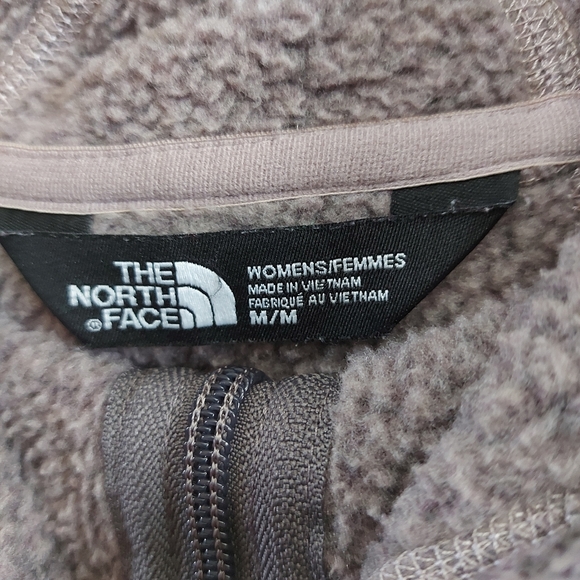 THE
NORTH
FACE®
WOMENS/FEMMES
MADE IN VIETNAM
FABRIQUÉ AU VIETNAM
M/M